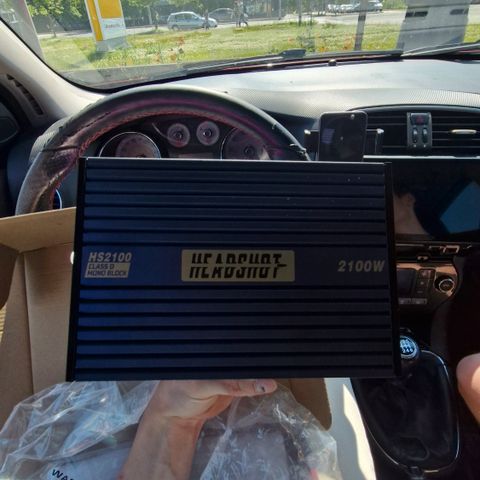 HS2100
CLASS D
MONO BLOCK
HEADSHOT
2100W